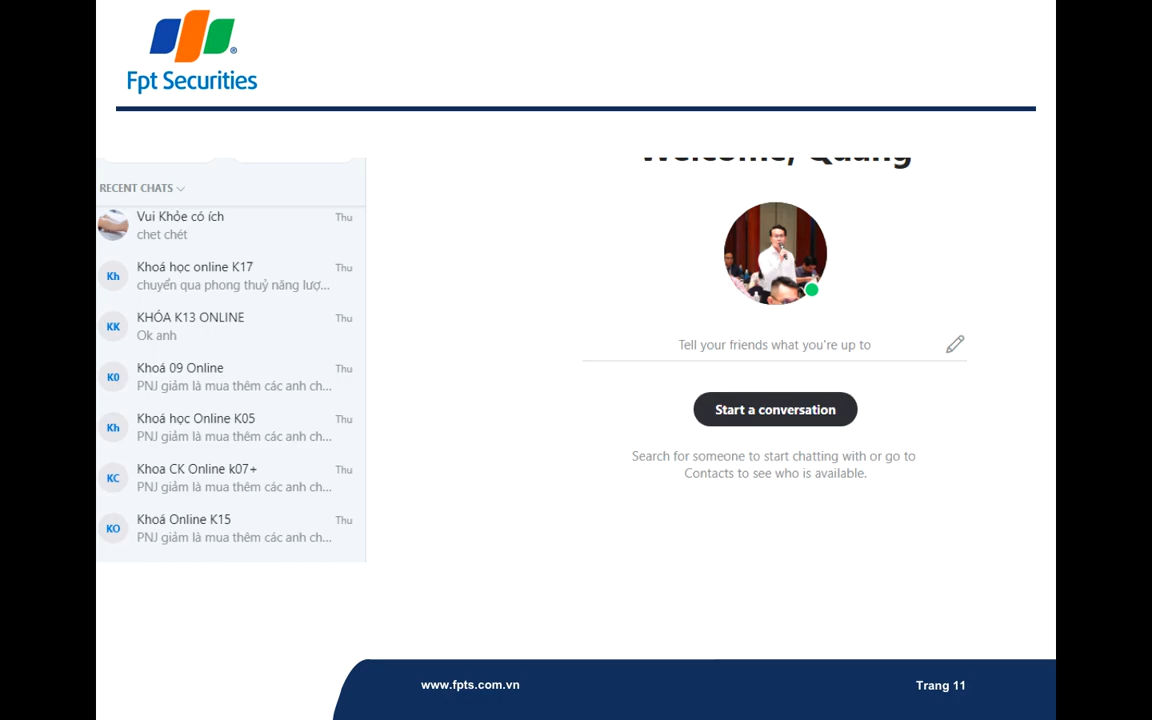 Fpt Securities
RECENT CHATS
Vui Khỏe có ích
Thu
chet chét
Khoá học online K17
Thu
chuyển qua phong thuỷ năng lượ...
KHÓA K13 ONLINE
Thu
Ok anh
Khoá 09 Online
Thu
PNJ giảm là mua thêm các anh ch...
Khoá học Online K05
Thu
PNJ giảm là mua thêm các anh ch...
Khoa CK Online k07+
Thu
PNJ giảm là mua thêm các anh ch...
Khoá Online K15
Thu
PNJ giảm là mua thêm các anh ch...
Kh
KK
K0
Kh
KC
KO
Welcome, Quang
Tell your friends what you're up to
Start a conversation
Search for someone to start chatting with or go to
Contacts to see who is available.
www.fpts.com.vn
Trang 11